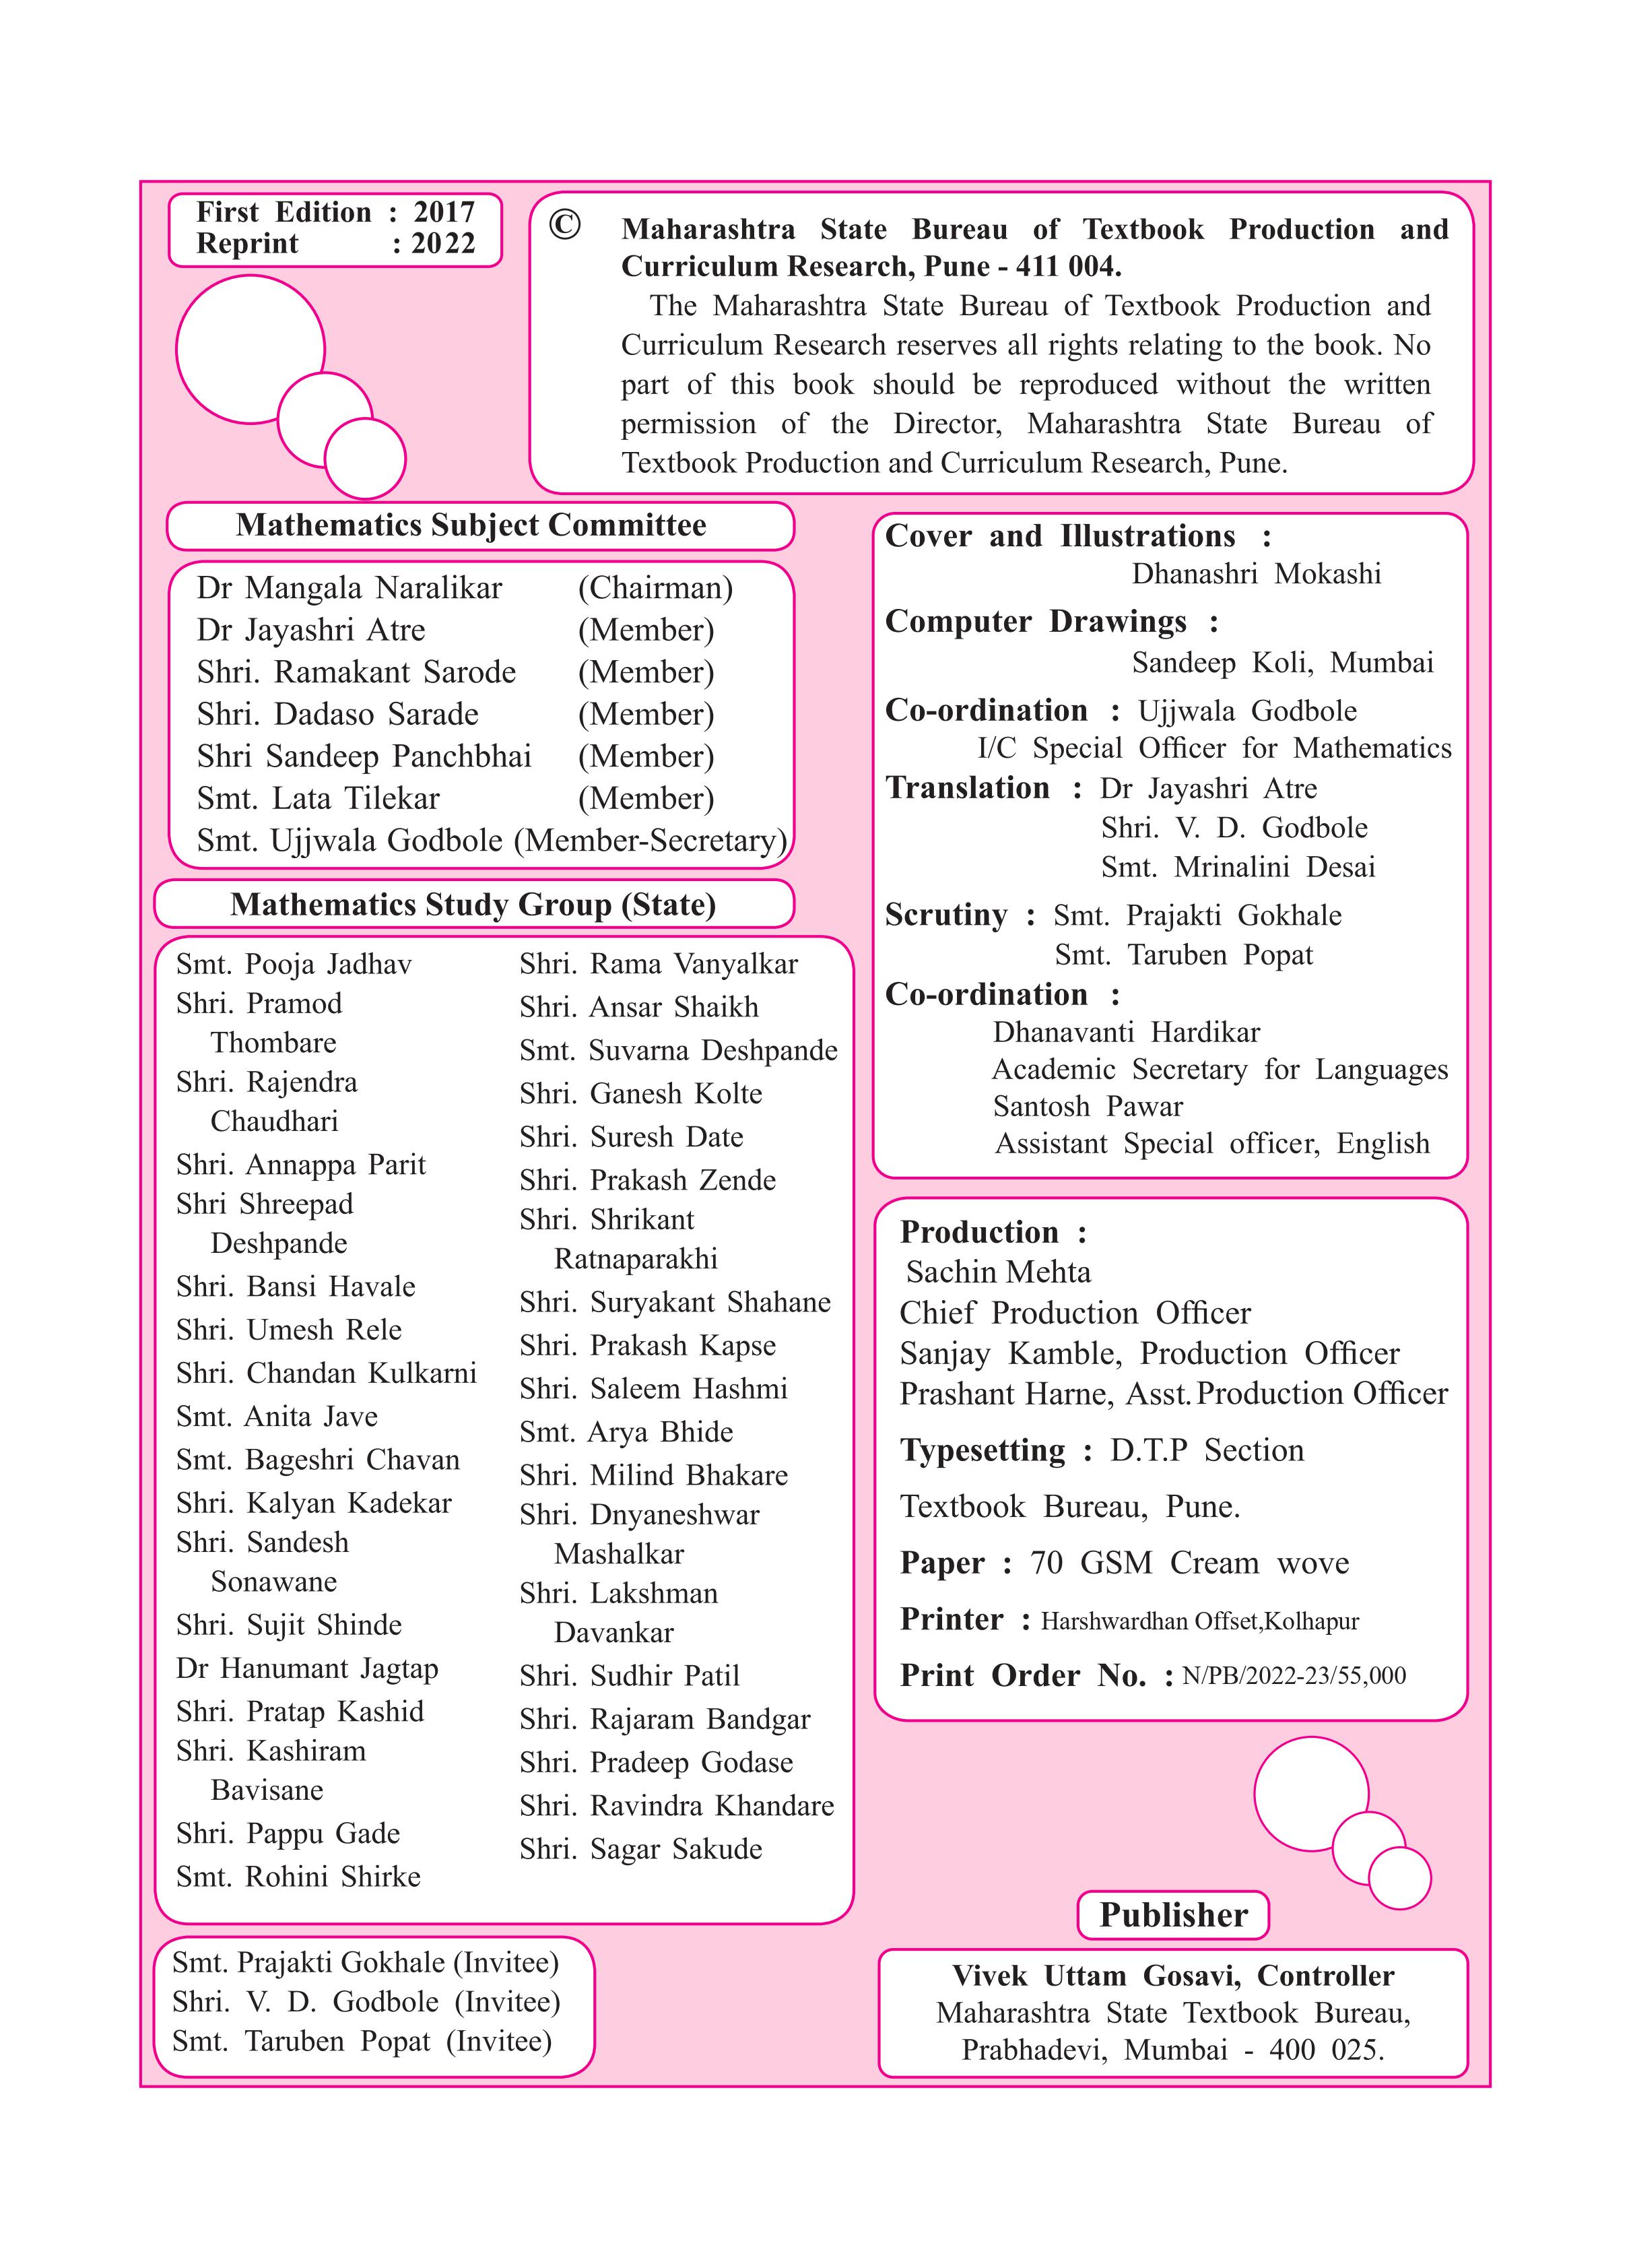 First Edition : 2017
Reprint : 2022
© Maharashtra State Bureau of Textbook Production and
Curriculum Research, Pune - 411 004.
The Maharashtra State Bureau of Textbook Production and
Curriculum Research reserves all rights relating to the book. No
part of this book should be reproduced without the written
permission of the Director, Maharashtra State Bureau of
Textbook Production and Curriculum Research, Pune.
Mathematics Subject Committee
Dr Mangala Naralikar (Chairman)
Dr Jayashri Atre (Member)
Shri. Ramakant Sarode (Member)
Shri. Dadaso Sarade (Member)
Shri Sandeep Panchbhai (Member)
Smt. Lata Tilekar (Member)
Smt. Ujjwala Godbole (Member-Secretary)
Mathematics Study Group (State)
Smt. Pooja Jadhav
Shri. Pramod
Thombare
Shri. Rajendra
Chaudhari
Shri. Annappa Parit
Shri Shreepad
Deshpande
Shri. Bansi Havale
Shri. Umesh Rele
Shri. Chandan Kulkarni
Smt. Anita Jave
Smt. Bageshri Chavan
Shri. Kalyan Kadekar
Shri. Sandesh
Sonawane
Shri. Sujit Shinde
Dr Hanumant Jagtap
Shri. Pratap Kashid
Shri. Kashiram
Bavisane
Shri. Pappu Gade
Smt. Rohini Shirke
Shri. Rama Vanyalkar
Shri. Ansar Shaikh
Smt. Suvarna Deshpande
Shri. Ganesh Kolte
Shri. Suresh Date
Shri. Prakash Zende
Shri. Shrikant
Ratnaparakhi
Shri. Suryakant Shahane
Shri. Prakash Kapse
Shri. Saleem Hashmi
Smt. Arya Bhide
Shri. Milind Bhakare
Shri. Dnyaneshwar
Mashalkar
Shri. Lakshman
Davankar
Shri. Sudhir Patil
Shri. Rajaram Bandgar
Shri. Pradeep Godase
Shri. Ravindra Khandare
Shri. Sagar Sakude
Smt. Prajakti Gokhale (Invitee)
Shri. V. D. Godbole (Invitee)
Smt. Taruben Popat (Invitee)
Cover and Illustrations :
Dhanashri Mokashi
Computer Drawings :
Sandeep Koli, Mumbai
Co-ordination : Ujjwala Godbole
I/C Special Officer for Mathematics
Translation : Dr Jayashri Atre
Shri. V. D. Godbole
Smt. Mrinalini Desai
Scrutiny : Smt. Prajakti Gokhale
Smt. Taruben Popat
Co-ordination :
Dhanavanti Hardikar
Academic Secretary for Languages
Santosh Pawar
Assistant Special officer, English
Production :
Sachin Mehta
Chief Production Officer
Sanjay Kamble, Production Officer
Prashant Harne, Asst. Production Officer
Typesetting : D.T.P Section
Textbook Bureau, Pune.
Paper : 70 GSM Cream wove
Printer : Harshwardhan Offset,Kolhapur
Print Order No. : N/PB/2022-23/55,000
Publisher
Vivek Uttam Gosavi, Controller
Maharashtra State Textbook Bureau,
Prabhadevi, Mumbai - 400 025.